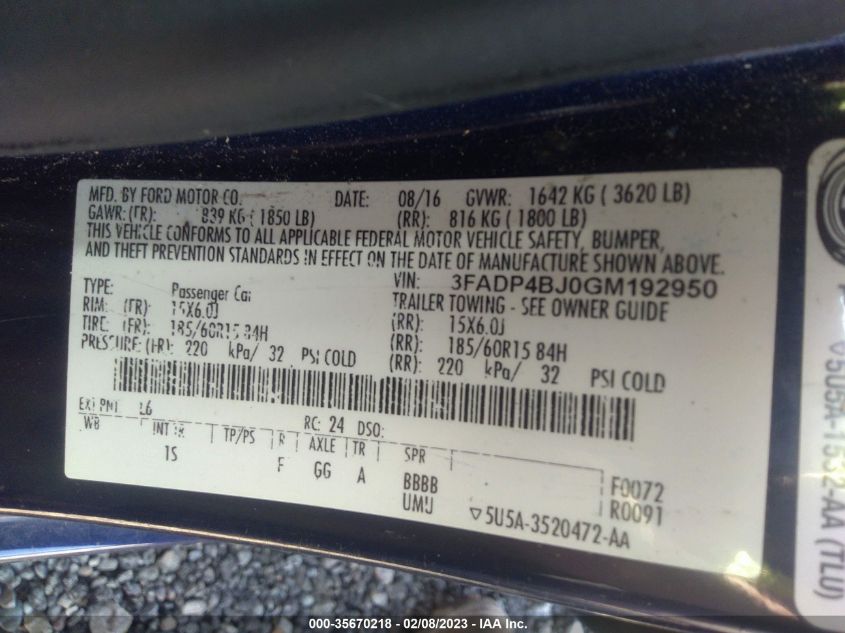 MFD. BY FORD MOTOR CO. DATE: 08/16 GVWR: 1642 KG ( 3620 LB)
GAWR: (FR): 839 KG ( 1850 LB) (RR): 816 KG ( 1800 LB)
THIS VEHICLE CONFORMS TO ALL APPLICABLE FEDERAL MOTOR VEHICLE SAFETY, BUMPER,
AND THEFT PREVENTION STANDARDS IN EFFECT ON THE DATE OF MANUFACTURE SHOWN ABOVE.
VIN: 3FADP4BJ0GM192950
TYPE: Passenger Car TRAILER TOWING - SEE OWNER GUIDE
RIM: (FR): 15X6.0J (RR): 15X6.0J
TIRE: (FR): 185/60R15 84H (RR): 185/60R15 84H
PRESSURE: (FR): 220 kPa/ 32 PSI COLD (RR): 220 kPa/ 32 PSI COLD
EXT PNT L6 RC: 24 DSO:
WB INT TR TP/PS R AXLE TR SPR
1S F GG A BBBB
UMU
F0072
R0091
▽5U5A-3520472-AA
1532-AA (TLU)
000-35670218 - 02/08/2023 - IAA Inc.